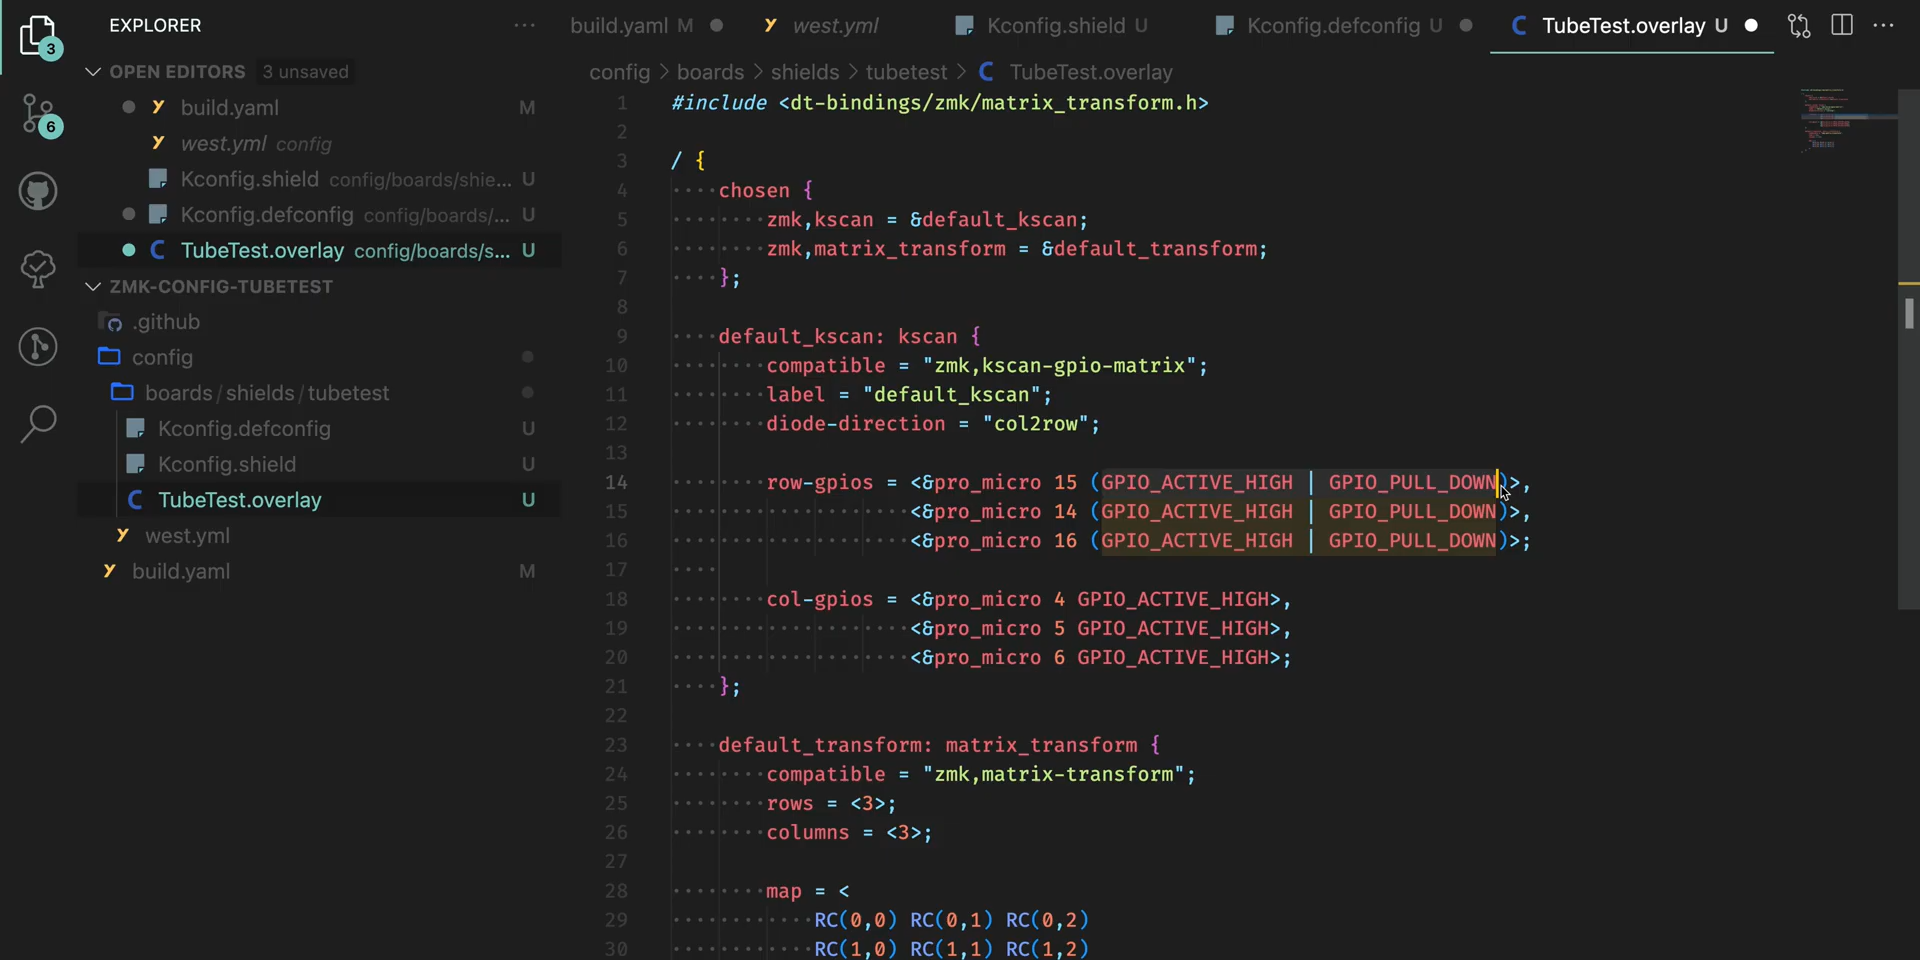 EXPLORER
···
3
6
OPEN EDITORS 3 unsaved
build.yaml M
west.yml config
Kconfig.shield config/boards/shie... U
Kconfig.defconfig config/boards/... U
TubeTest.overlay config/boards/s... U
ZMK-CONFIG-TUBETEST
.github
config
boards/shields/tubetest
Kconfig.defconfig U
Kconfig.shield U
TubeTest.overlay U
west.yml
build.yaml M
build.yaml M
west.yml
Kconfig.shield U
Kconfig.defconfig U
TubeTest.overlay U
config > boards > shields > tubetest > C TubeTest.overlay
1 #include <dt-bindings/zmk/matrix_transform.h>
2
3 / {
4 chosen {
5 zmk,kscan = &default_kscan;
6 zmk,matrix_transform = &default_transform;
7 };
8
9 default_kscan: kscan {
10 compatible = "zmk,kscan-gpio-matrix";
11 label = "default_kscan";
12 diode-direction = "col2row";
13
14 row-gpios = <&pro_micro 15 (GPIO_ACTIVE_HIGH | GPIO_PULL_DOWN)>,
15 <&pro_micro 14 (GPIO_ACTIVE_HIGH | GPIO_PULL_DOWN)>,
16 <&pro_micro 16 (GPIO_ACTIVE_HIGH | GPIO_PULL_DOWN)>;
17
18 col-gpios = <&pro_micro 4 GPIO_ACTIVE_HIGH>,
19 <&pro_micro 5 GPIO_ACTIVE_HIGH>,
20 <&pro_micro 6 GPIO_ACTIVE_HIGH>;
21 };
22
23 default_transform: matrix_transform {
24 compatible = "zmk,matrix-transform";
25 rows = <3>;
26 columns = <3>;
27
28 map = <
29 RC(0,0) RC(0,1) RC(0,2)
30 RC(1,0) RC(1,1) RC(1,2)